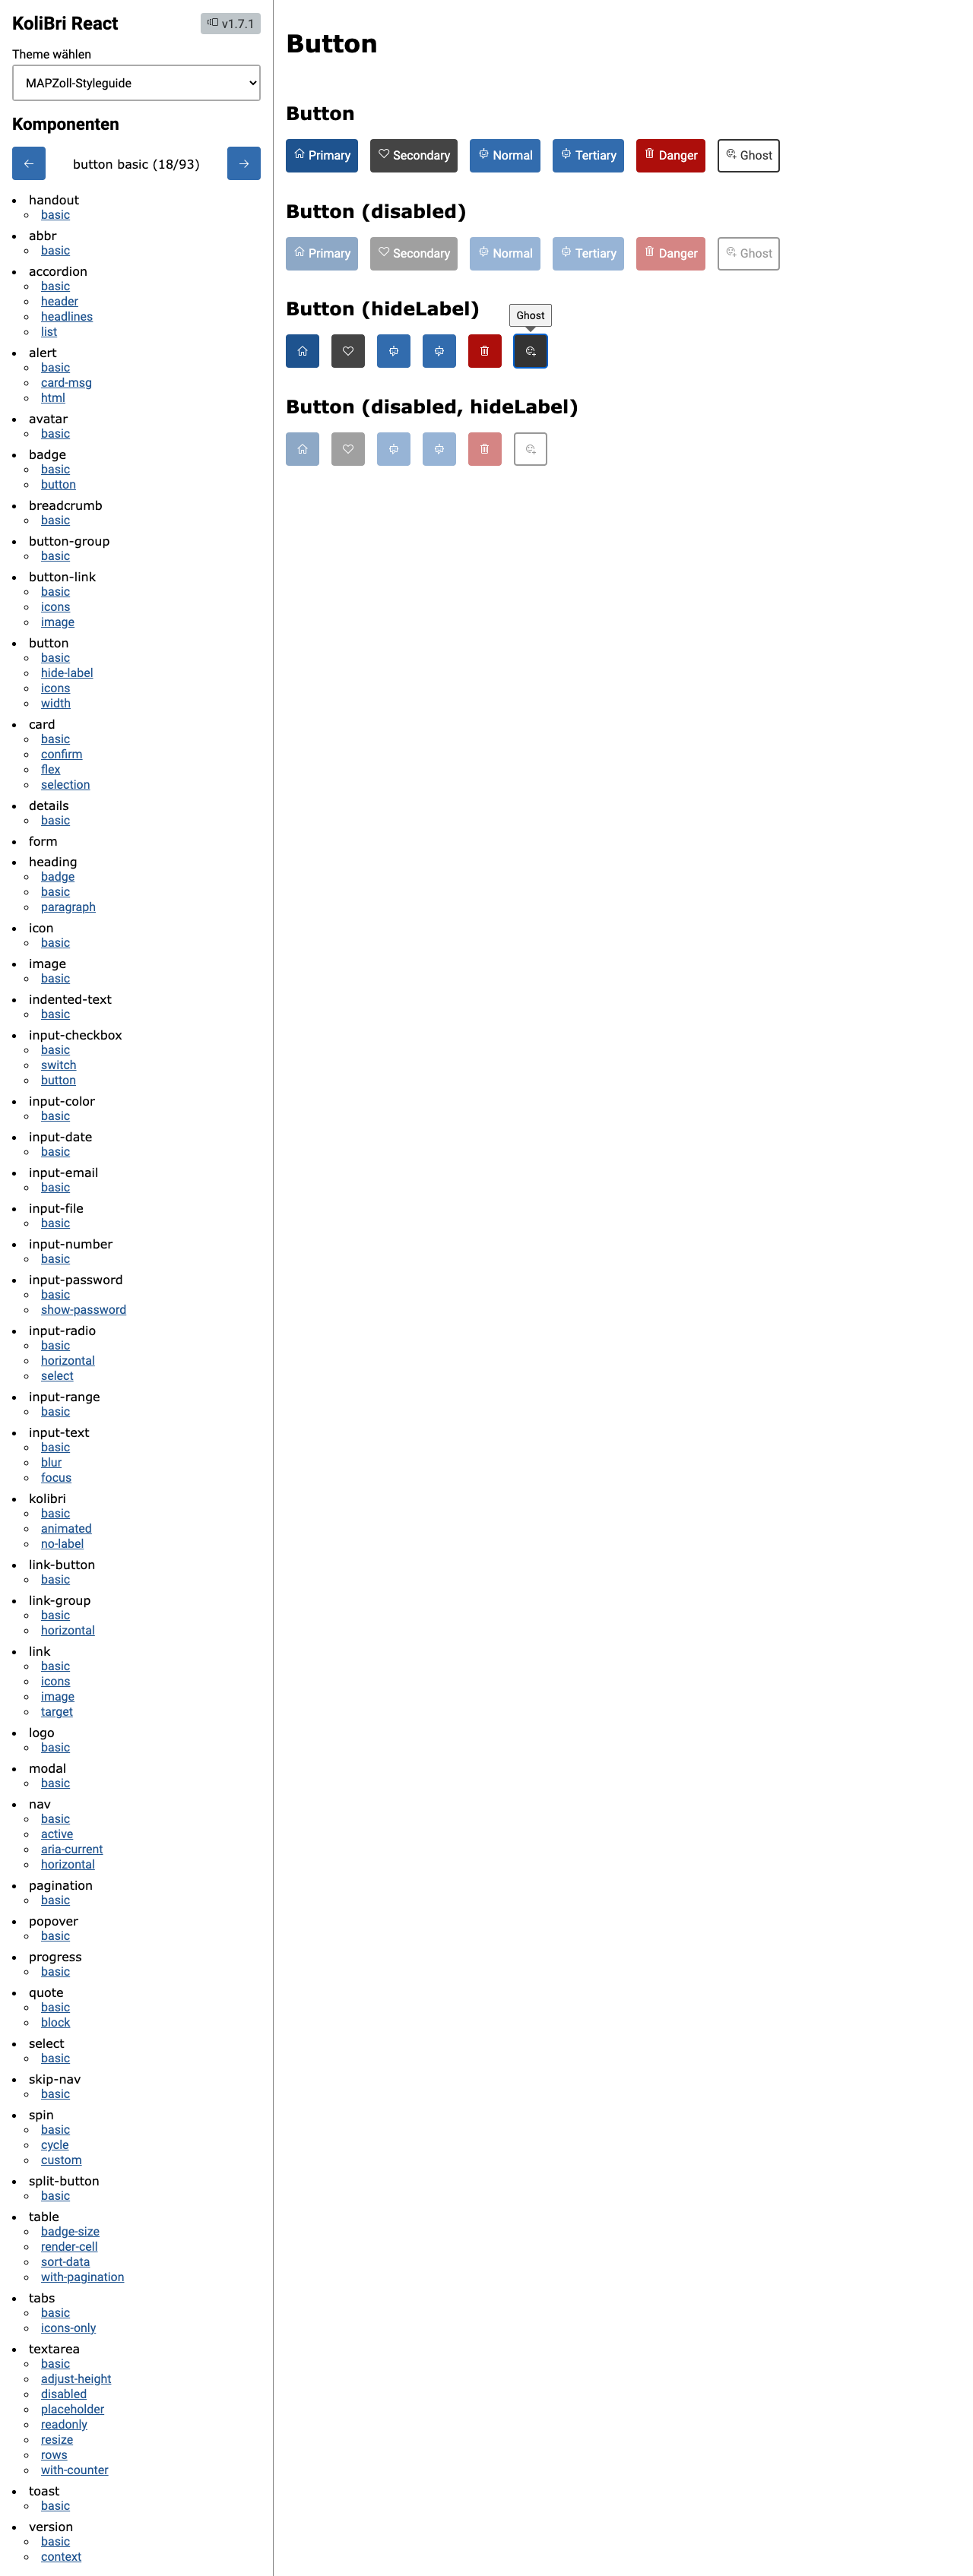 KoliBri React
v1.7.1
Theme wählen
MAPZoll-Styleguide
Komponenten
button basic (18/93)
handout
basic
abbr
basic
accordion
basic
header
headlines
list
alert
basic
card-msg
html
avatar
basic
badge
basic
button
breadcrumb
basic
button-group
basic
button-link
basic
icons
image
button
basic
hide-label
icons
width
card
basic
confirm
flex
selection
details
basic
form
heading
badge
basic
paragraph
icon
basic
image
basic
indented-text
basic
input-checkbox
basic
switch
button
input-color
basic
input-date
basic
input-email
basic
input-file
basic
input-number
basic
input-password
basic
show-password
input-radio
basic
horizontal
select
input-range
basic
input-text
basic
blur
focus
kolibri
basic
animated
no-label
link-button
basic
link-group
basic
horizontal
link
basic
icons
image
target
logo
basic
modal
basic
nav
basic
active
aria-current
horizontal
pagination
basic
popover
basic
progress
basic
quote
basic
block
select
basic
skip-nav
basic
spin
basic
cycle
custom
split-button
basic
table
badge-size
render-cell
sort-data
with-pagination
tabs
basic
icons-only
textarea
basic
adjust-height
disabled
placeholder
readonly
resize
rows
with-counter
toast
basic
version
basic
context
Button
Button
Primary Secondary Normal Tertiary Danger Ghost
Button (disabled)
Primary Secondary Normal Tertiary Danger Ghost
Button (hideLabel)
Ghost
Button (disabled, hideLabel)